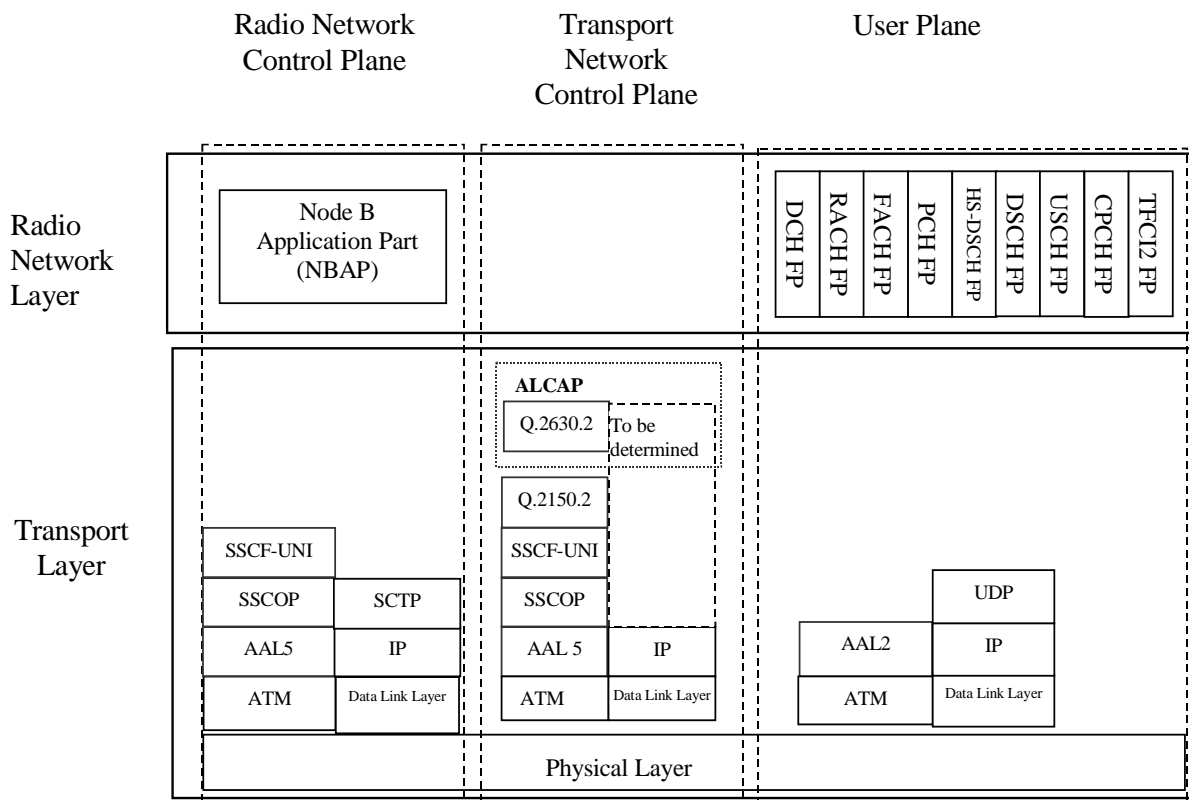 Radio Network
Control Plane
Transport
Network
Control Plane
User Plane
Radio
Network
Layer
Node B
Application Part
(NBAP)
DCH FP
RACH FP
FACH FP
PCH FP
HS-DSCH FP
DSCH FP
USCH FP
CPCH FP
TFCI2 FP
Transport
Layer
SSCF-UNI
SSCOP
SCTP
AAL5
IP
ATM
Data Link Layer
ALCAP
Q.2630.2
To be
determined
Q.2150.2
SSCF-UNI
SSCOP
AAL 5
IP
ATM
Data Link Layer
UDP
AAL2
IP
ATM
Data Link Layer
Physical Layer